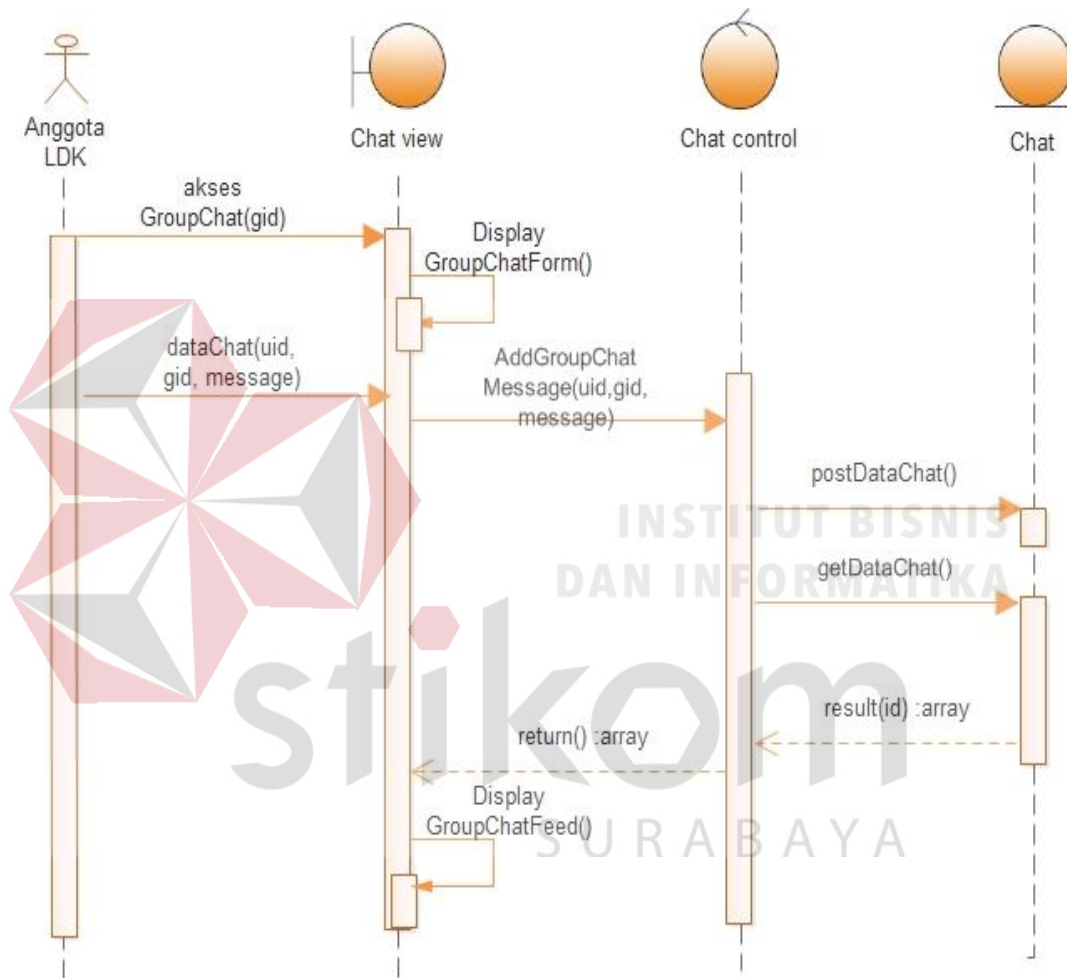 Anggota
LDK
Chat view
Chat control
Chat
akses
GroupChat(gid)
Display
GroupChatForm()
dataChat(uid,
gid, message)
AddGroupChat
Message(uid,gid,
message)
postDataChat()
INSTITUT BISNIS
DAN INFORMATIKA
getDataChat()
stikom
result(id) :array
return() :array
Display
GroupChatFeed()
SURABAYA